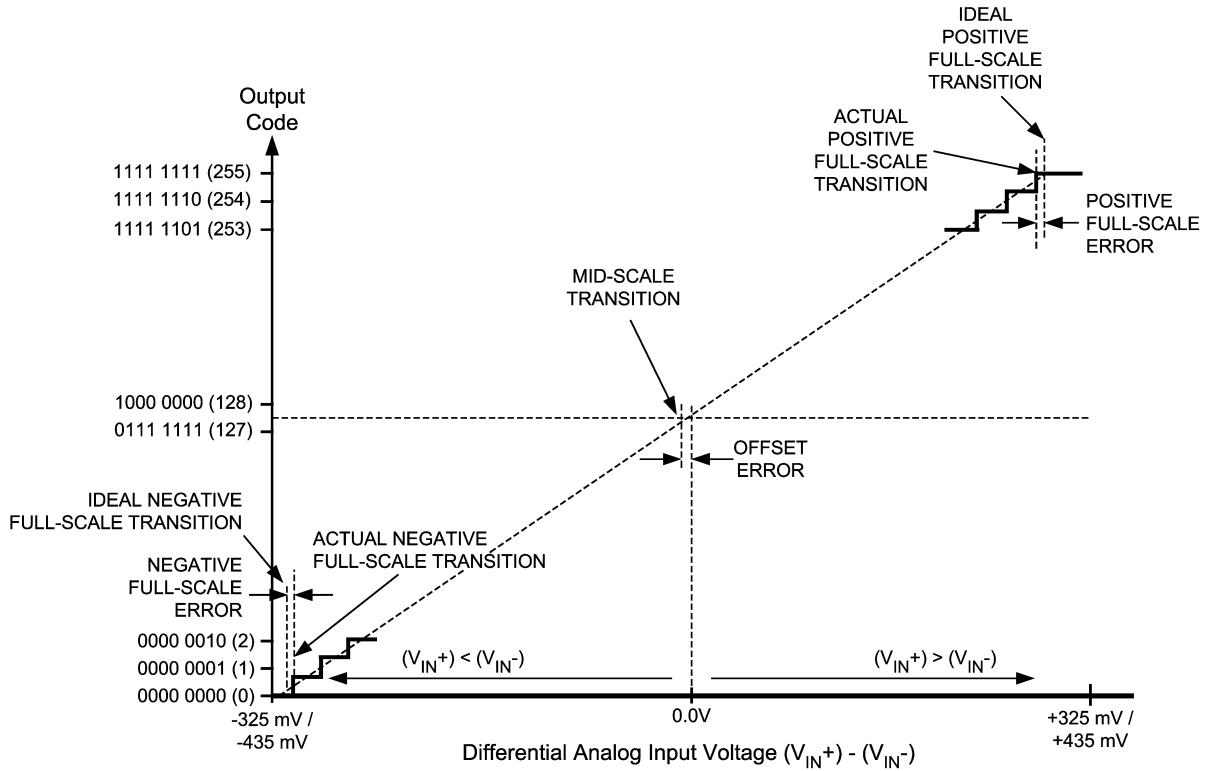 IDEAL
POSITIVE
FULL-SCALE
TRANSITION
Output
Code
ACTUAL
POSITIVE
FULL-SCALE
TRANSITION
1111 1111 (255)
1111 1110 (254)
1111 1101 (253)
POSITIVE
FULL-SCALE
ERROR
MID-SCALE
TRANSITION
1000 0000 (128)
0111 1111 (127)
OFFSET
ERROR
IDEAL NEGATIVE
FULL-SCALE TRANSITION
ACTUAL NEGATIVE
FULL-SCALE TRANSITION
NEGATIVE
FULL-SCALE
ERROR
0000 0010 (2)
0000 0001 (1)
0000 0000 (0)
(VIN+) < (VIN-)
(VIN+) > (VIN-)
-325 mV /
-435 mV
0.0V
+325 mV /
+435 mV
Differential Analog Input Voltage (VIN+) - (VIN-)